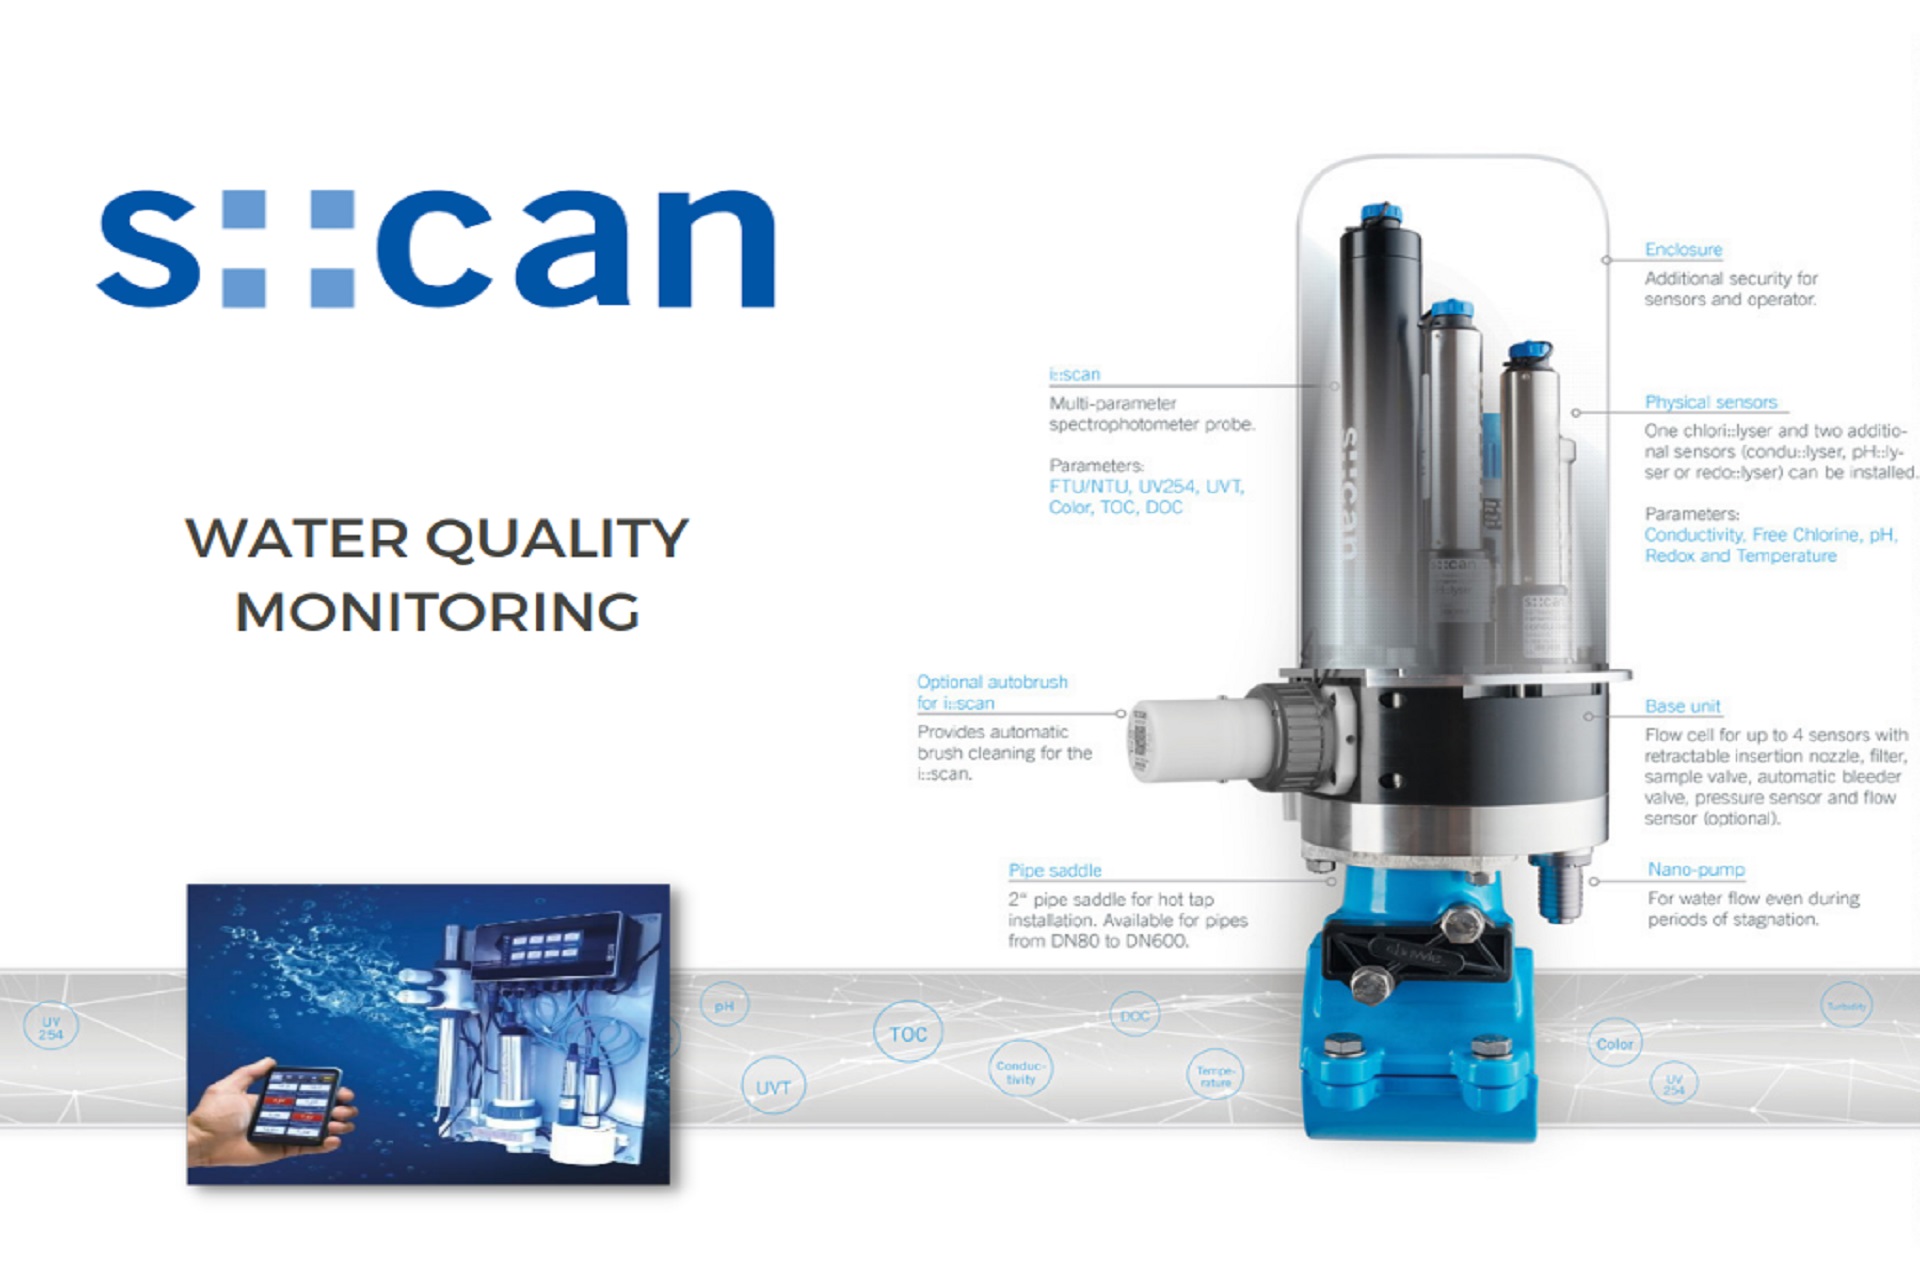 s::can
WATER QUALITY
MONITORING
i::scan
Multi-parameter
spectrophotometer probe.
Parameters:
FTU/NTU, UV254, UVT,
Color, TOC, DOC
Enclosure
Additional security for
sensors and operator.
Physical sensors
One chlori::lyser and two additio-
nal sensors (condu::lyser, pH::ly-
ser or redo::lyser) can be installed.
Parameters:
Conductivity, Free Chlorine, pH,
Redox and Temperature
s::can
s::can
s::can
Optional autobrush
for i::scan
Provides automatic
brush cleaning for the
i::scan.
Base unit
Flow cell for up to 4 sensors with
retractable insertion nozzle, filter,
sample valve, automatic bleeder
valve, pressure sensor and flow
sensor (optional).
Pipe saddle
2" pipe saddle for hot tap
installation. Available for pipes
from DN80 to DN600.
Nano-pump
For water flow even during
periods of stagnation.
UV
254
pH
UVT
TOC
Conduc-
tivity
DOC
Tempe-
rature
Color
UV
254
Turbidity